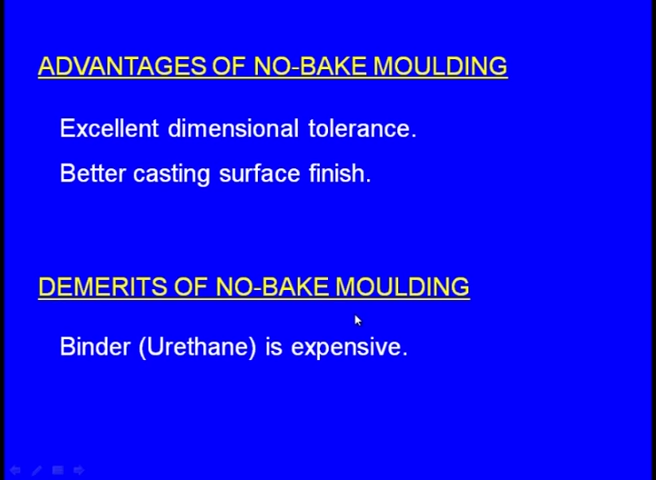 ADVANTAGES OF NO-BAKE MOULDING
Excellent dimensional tolerance.
Better casting surface finish.
DEMERITS OF NO-BAKE MOULDING
Binder (Urethane) is expensive.